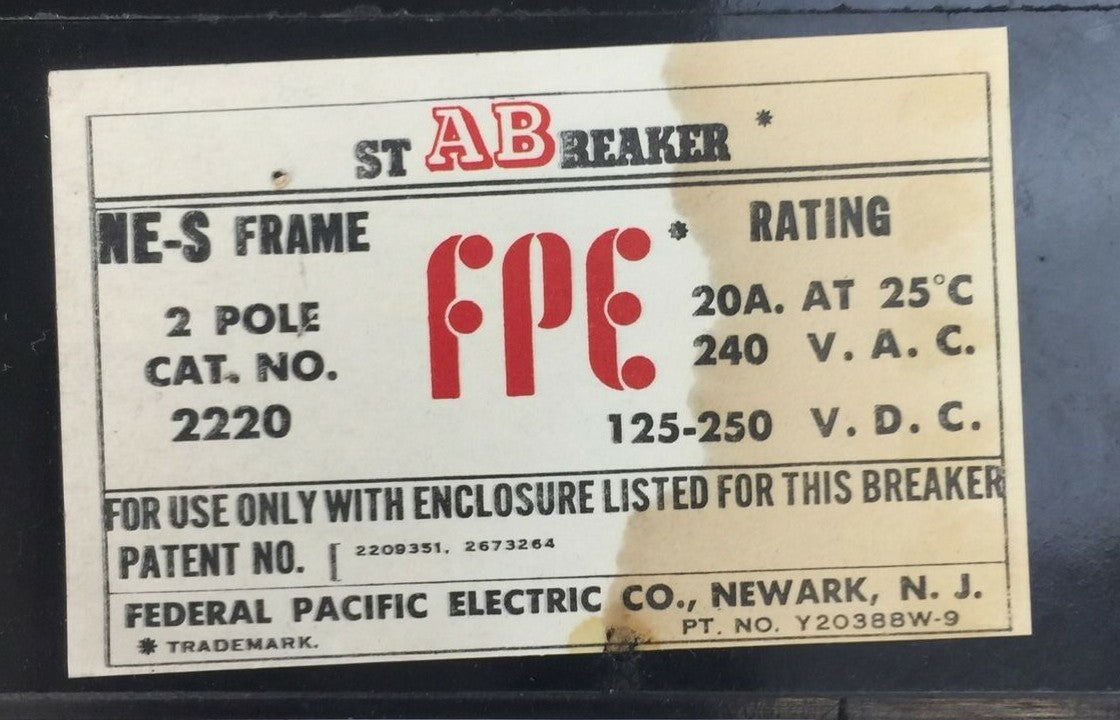 ST ABREAKER *
NE-S FRAME
2 POLE
CAT. NO.
2220
FPE *
RATING
20A. AT 25°C
240 V. A. C.
125-250 V. D. C.
FOR USE ONLY WITH ENCLOSURE LISTED FOR THIS BREAKER
PATENT NO. [ 2209351, 2673264
FEDERAL PACIFIC ELECTRIC CO., NEWARK, N. J.
* TRADEMARK.
PT. NO. Y20388W-9